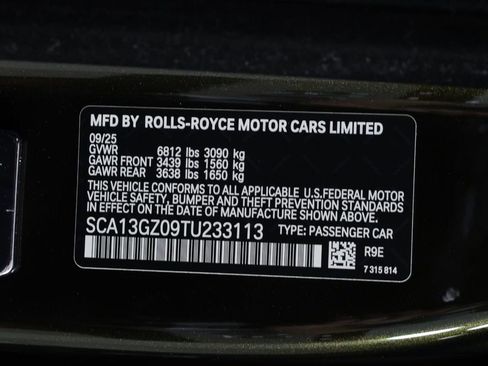 MFD BY ROLLS-ROYCE MOTOR CARS LIMITED
09/25
GVWR 6812 lbs 3090 kg
GAWR FRONT 3439 lbs 1560 kg
GAWR REAR 3638 lbs 1650 kg
THIS VEHICLE CONFORMS TO ALL APPLICABLE U.S.FEDERAL MOTOR
VEHICLE SAFETY, BUMPER AND THEFT PREVENTION STANDARDS
IN EFFECT ON THE DATE OF MANUFACTURE SHOWN ABOVE.
SCA13GZ09TU233113 TYPE: PASSENGER CAR
R9E
7 315 814